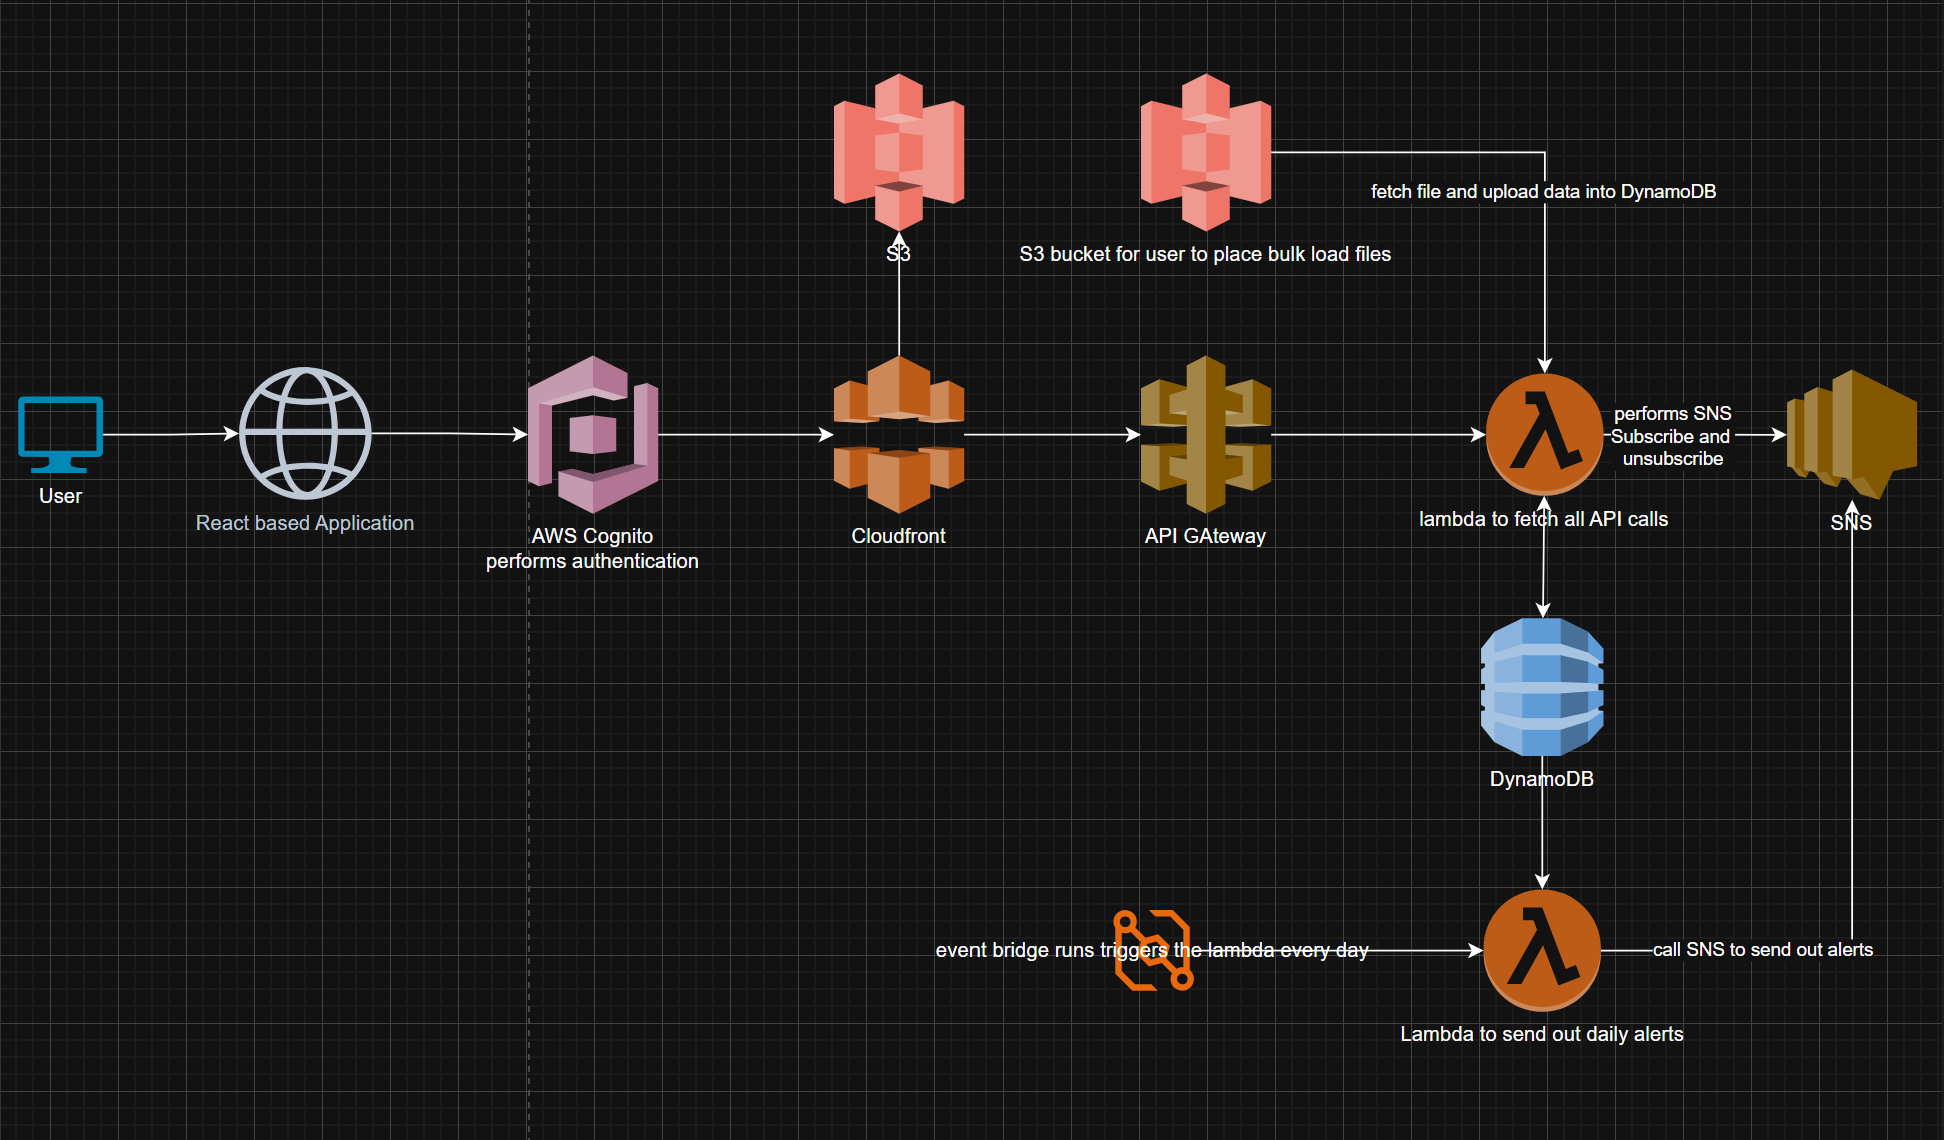 fetch file and upload data into DynamoDB
S3
S3 bucket for user to place bulk load files
performs SNS
Subscribe and
unsubscribe
User
React based Application
AWS Cognito
performs authentication
Cloudfront
API GAteway
lambda to fetch all API calls
SNS
DynamoDB
event bridge runs triggers the lambda every day
call SNS to send out alerts
Lambda to send out daily alerts